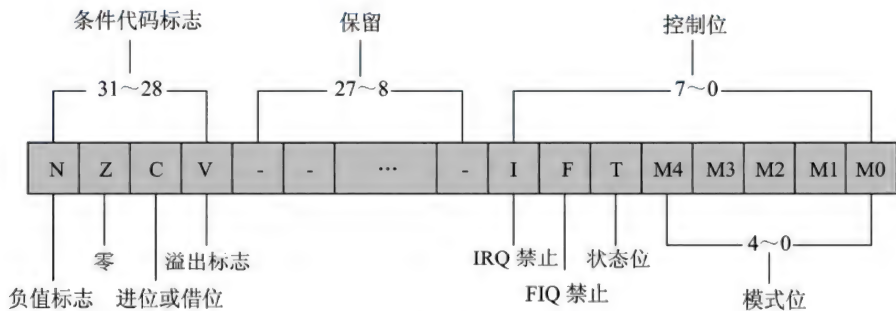 条件代码标志 保留 控制位
31～28 27～8 7～0
N Z C V - - ··· - I F T M4 M3 M2 M1 M0
4～0
零 溢出标志 IRQ 禁止 状态位
负值标志 进位或借位 FIQ 禁止 模式位